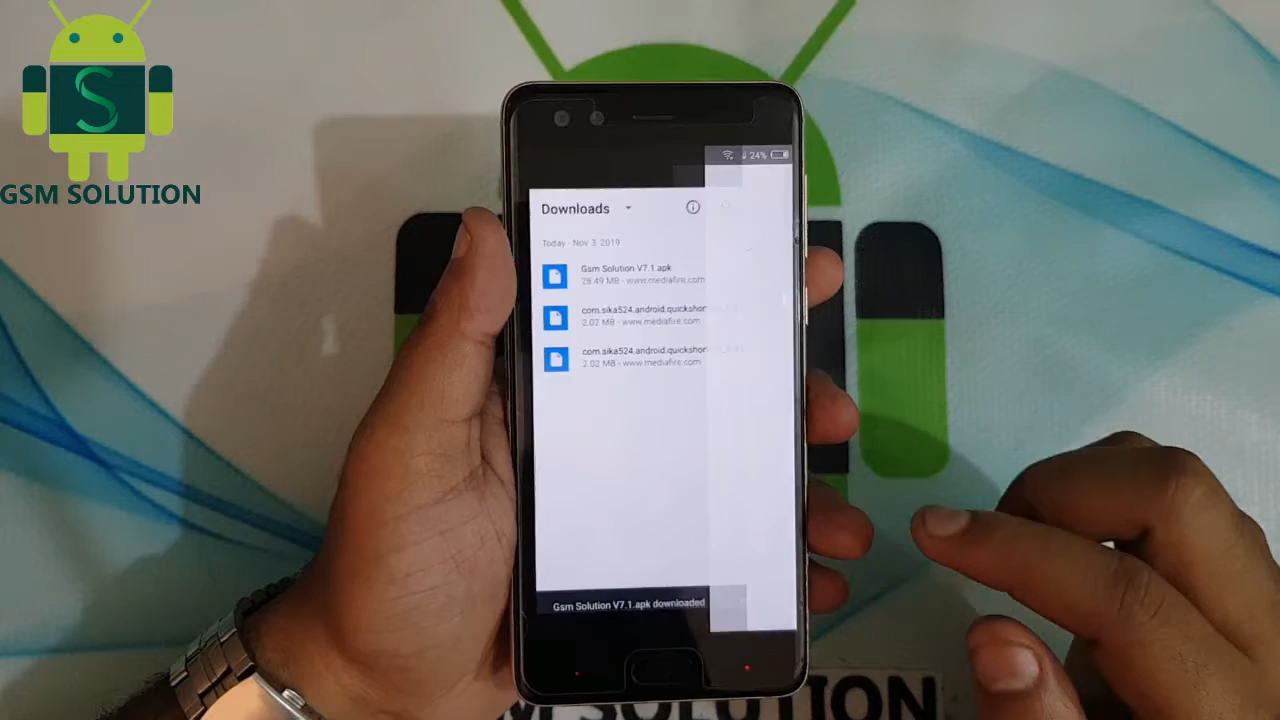 S
GSM SOLUTION
24%
Downloads
Today - Nov 3, 2019
Gsm Solution V7.1.apk
28.49 MB - www.mediafire.com
com.sika524.android.quickshor
2.02 MB - www.mediafire.com
com.sika524.android.quickshor
2.02 MB - www.mediafire.com
Gsm Solution V7.1.apk downloaded
SOLUTION